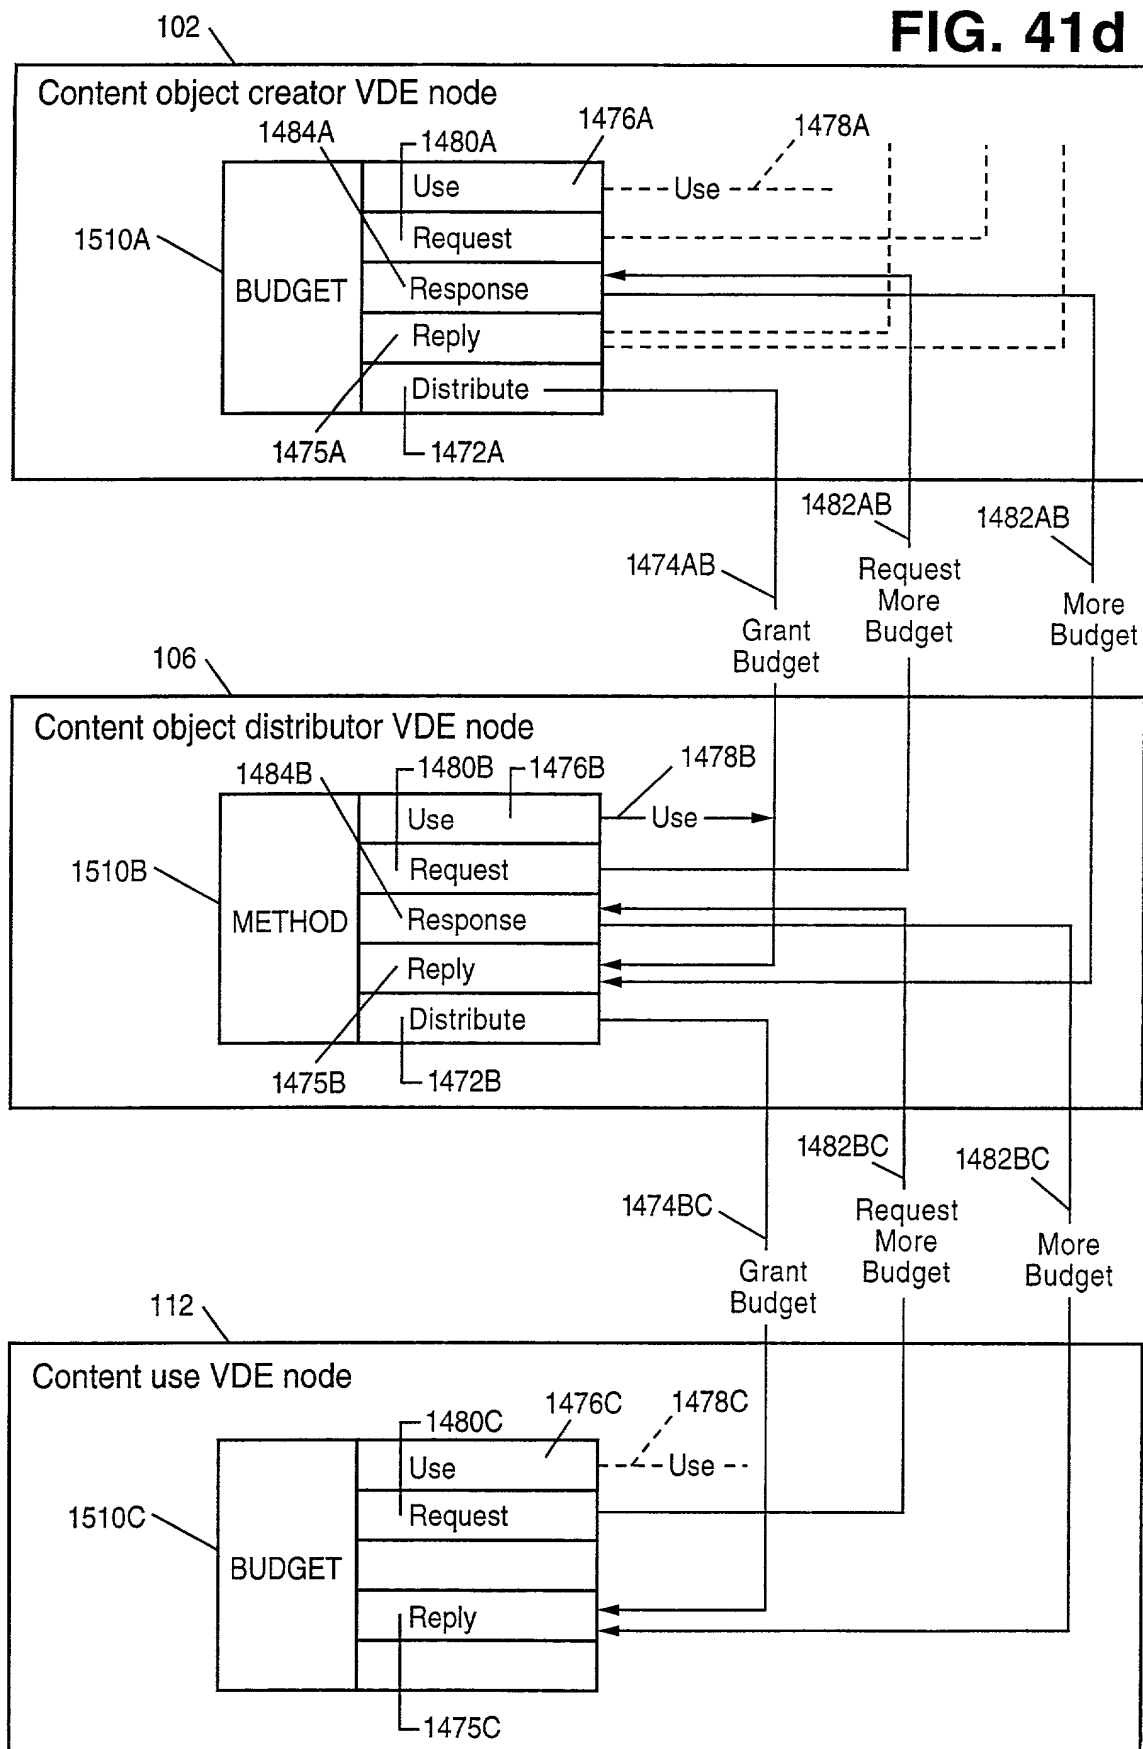 FIG. 41d
102
Content object creator VDE node
1484A
1480A
1476A
1478A
Use
Use
1510A
Request
BUDGET
Response
Reply
Distribute
1475A
1472A
1482AB
1482AB
1474AB
Request
More
Budget
More
Budget
Grant
Budget
106
Content object distributor VDE node
1484B
1480B
1476B
1478B
Use
Use
1510B
Request
METHOD
Response
Reply
Distribute
1475B
1472B
1482BC
1482BC
1474BC
Request
More
Budget
More
Budget
Grant
Budget
112
Content use VDE node
1480C
1476C
1478C
Use
Use
1510C
Request
BUDGET
Reply
1475C